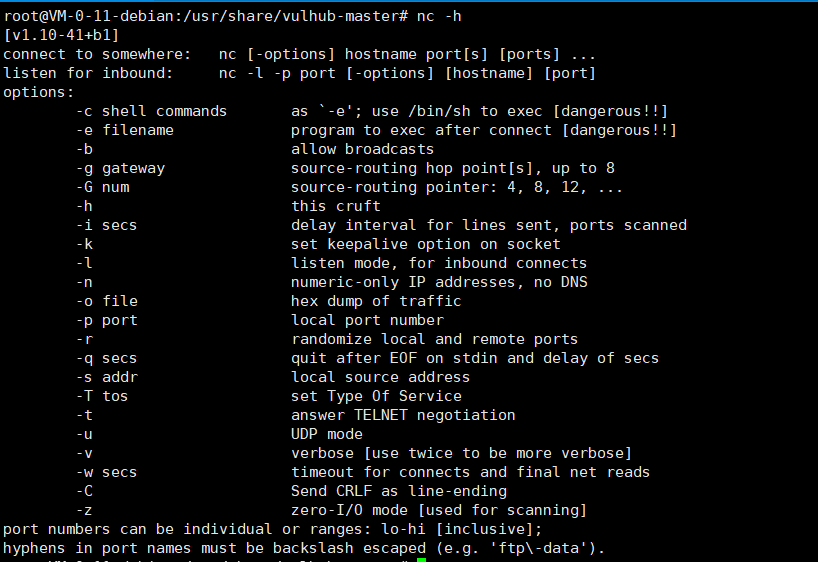 root@VM-0-11-debian:/usr/share/vulhub-master# nc -h
[v1.10-41+b1]
connect to somewhere:   nc [-options] hostname port[s] [ports] ...
listen for inbound:     nc -l -p port [-options] [hostname] [port]
options:
        -c shell commands       as `-e'; use /bin/sh to exec [dangerous!!]
        -e filename             program to exec after connect [dangerous!!]
        -b                      allow broadcasts
        -g gateway              source-routing hop point[s], up to 8
        -G num                  source-routing pointer: 4, 8, 12, ...
        -h                      this cruft
        -i secs                 delay interval for lines sent, ports scanned
        -k                      set keepalive option on socket
        -l                      listen mode, for inbound connects
        -n                      numeric-only IP addresses, no DNS
        -o file                 hex dump of traffic
        -p port                 local port number
        -r                      randomize local and remote ports
        -q secs                 quit after EOF on stdin and delay of secs
        -s addr                 local source address
        -T tos                  set Type Of Service
        -t                      answer TELNET negotiation
        -u                      UDP mode
        -v                      verbose [use twice to be more verbose]
        -w secs                 timeout for connects and final net reads
        -C                      Send CRLF as line-ending
        -z                      zero-I/O mode [used for scanning]
port numbers can be individual or ranges: lo-hi [inclusive];
hyphens in port names must be backslash escaped (e.g. 'ftp\-data').